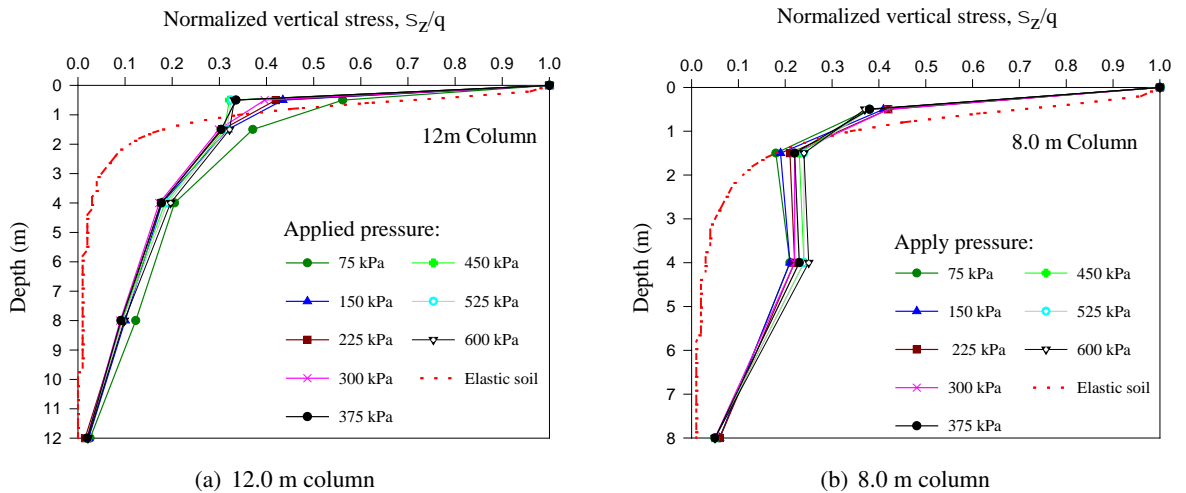 Normalized vertical stress, Sz/q
0.0 0.1 0.2 0.3 0.4 0.5 0.6 0.7 0.8 0.9 1.0
0
1
2
3
4
5
6
7
8
9
10
11
12
Depth (m)
12m Column
Applied pressure:
75 kPa
450 kPa
150 kPa
525 kPa
225 kPa
600 kPa
300 kPa
Elastic soil
375 kPa
(a) 12.0 m column
Normalized vertical stress, Sz/q
0.0 0.1 0.2 0.3 0.4 0.5 0.6 0.7 0.8 0.9 1.0
0
1
2
3
4
5
6
7
8
Depth (m)
8.0 m Column
Apply pressure:
75 kPa
450 kPa
150 kPa
525 kPa
225 kPa
600 kPa
300 kPa
Elastic soil
375 kPa
(b) 8.0 m column